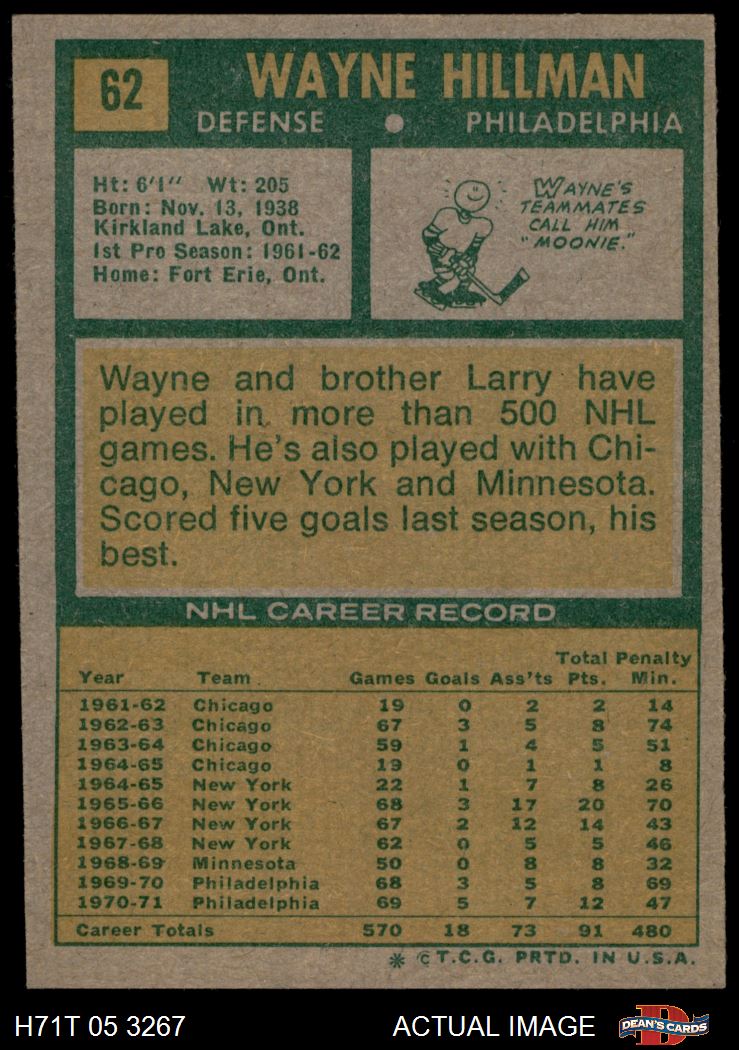 62
WAYNE HILLMAN
DEFENSE PHILADELPHIA
Ht: 6'1" Wt: 205
Born: Nov. 13, 1938
Kirkland Lake, Ont.
1st Pro Season: 1961-62
Home: Fort Erie, Ont.
WAYNE'S
TEAMMATES
CALL HIM
"MOONIE."
Wayne and brother Larry have
played in more than 500 NHL
games. He's also played with Chi-
cago, New York and Minnesota.
Scored five goals last season, his
best.
NHL CAREER RECORD
Total Penalty
Year Team Games Goals Ass'ts Pts. Min.
1961-62 Chicago 19 0 2 2 14
1962-63 Chicago 67 3 5 8 74
1963-64 Chicago 59 1 4 5 51
1964-65 Chicago 19 0 1 1 8
1964-65 New York 22 1 7 8 26
1965-66 New York 68 3 17 20 70
1966-67 New York 67 2 12 14 43
1967-68 New York 62 0 5 5 46
1968-69 Minnesota 50 0 8 8 32
1969-70 Philadelphia 68 3 5 8 69
1970-71 Philadelphia 69 5 7 12 47
Career Totals 570 18 73 91 480
* © T.C.G. PRTD. IN U.S.A.
H71T 05 3267 ACTUAL IMAGE D DEAN'S CARDS